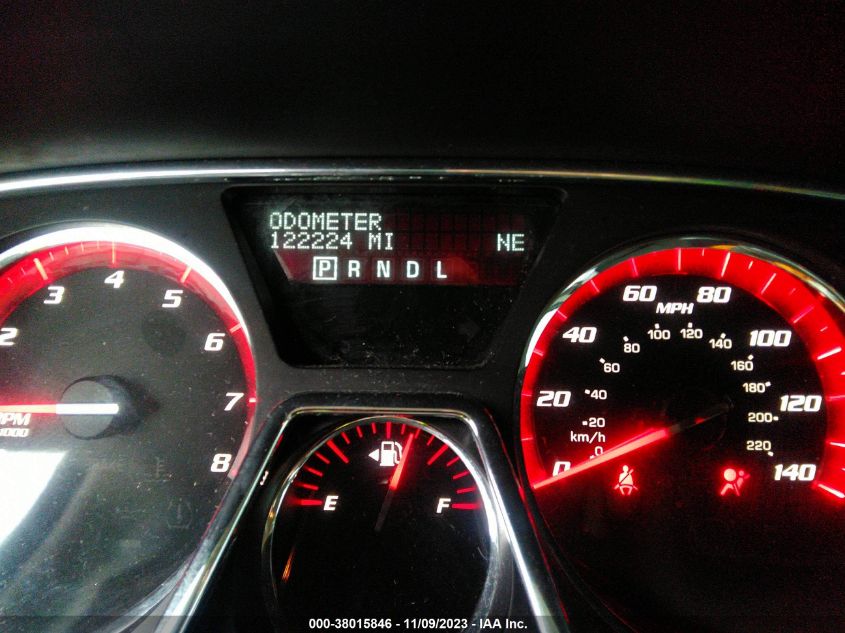 ODOMETER
122224 MI NE
P R N D L
2 3 4 5 6 7 8
RPM
1000
E F
0 20 40 60 80 100 120 140
MPH
0 20 40 60 80 100 120 140 160 180 200 220
km/h
000-38015846 - 11/09/2023 - IAA Inc.